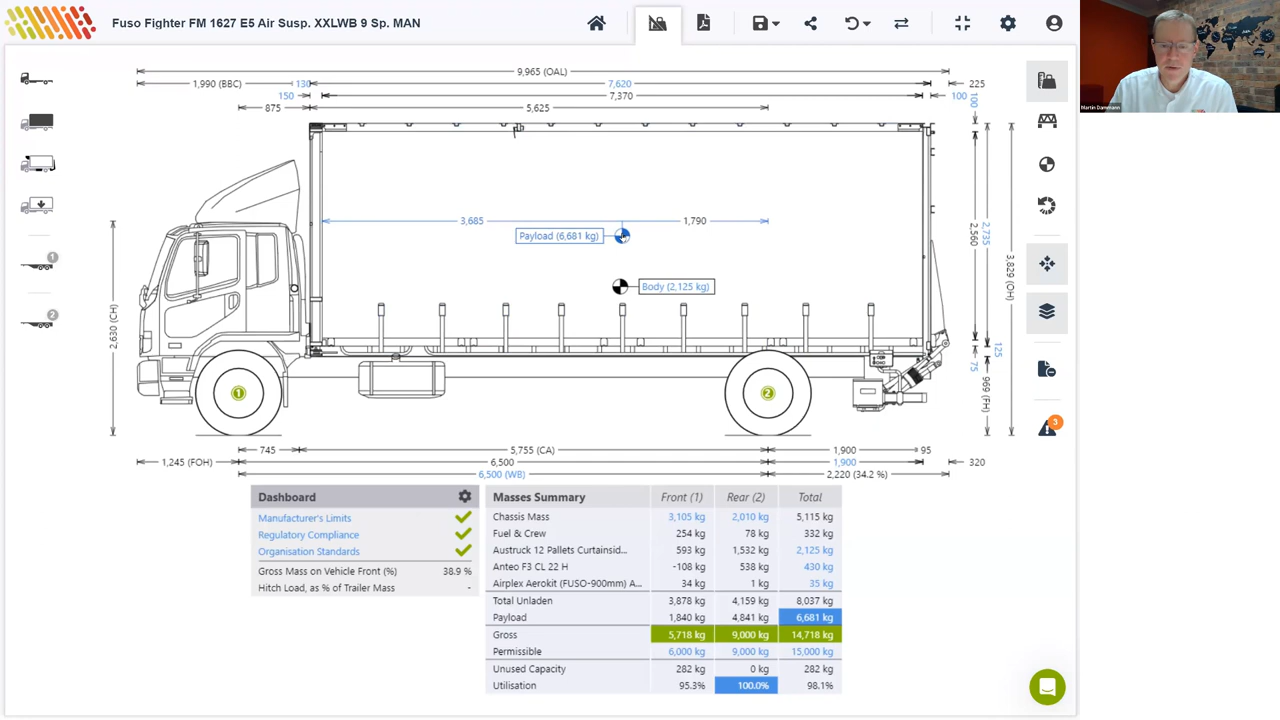 Fuso Fighter FM 1627 E5 Air Susp. XXLWB 9 Sp. MAN
Martin Dammann
9,965 (OAL)
1,990 (BBC) 130 7,620 225
150 7,370 100 100
875 5,625
3,685 1,790
Payload (6,681 kg)
Body (2,125 kg)
2,630 (CH)
2,560
2,735
3,829 (OH)
125
75
969 (FH)
1
2
1
2
3
745 5,755 (CA) 1,900 95
1,245 (FOH) 6,500 1,900 320
6,500 (WB) 2,220 (34.2 %)
Dashboard
Manufacturer's Limits
Regulatory Compliance
Organisation Standards
Gross Mass on Vehicle Front (%) 38.9 %
Hitch Load, as % of Trailer Mass -
Masses Summary Front (1) Rear (2) Total
Chassis Mass 3,105 kg 2,010 kg 5,115 kg
Fuel & Crew 254 kg 78 kg 332 kg
Austruck 12 Pallets Curtainsid... 593 kg 1,532 kg 2,125 kg
Anteo F3 CL 22 H -108 kg 538 kg 430 kg
Airplex Aerokit (FUSO-900mm) A... 34 kg 1 kg 35 kg
Total Unladen 3,878 kg 4,159 kg 8,037 kg
Payload 1,840 kg 4,841 kg 6,681 kg
Gross 5,718 kg 9,000 kg 14,718 kg
Permissible 6,000 kg 9,000 kg 15,000 kg
Unused Capacity 282 kg 0 kg 282 kg
Utilisation 95.3% 100.0% 98.1%